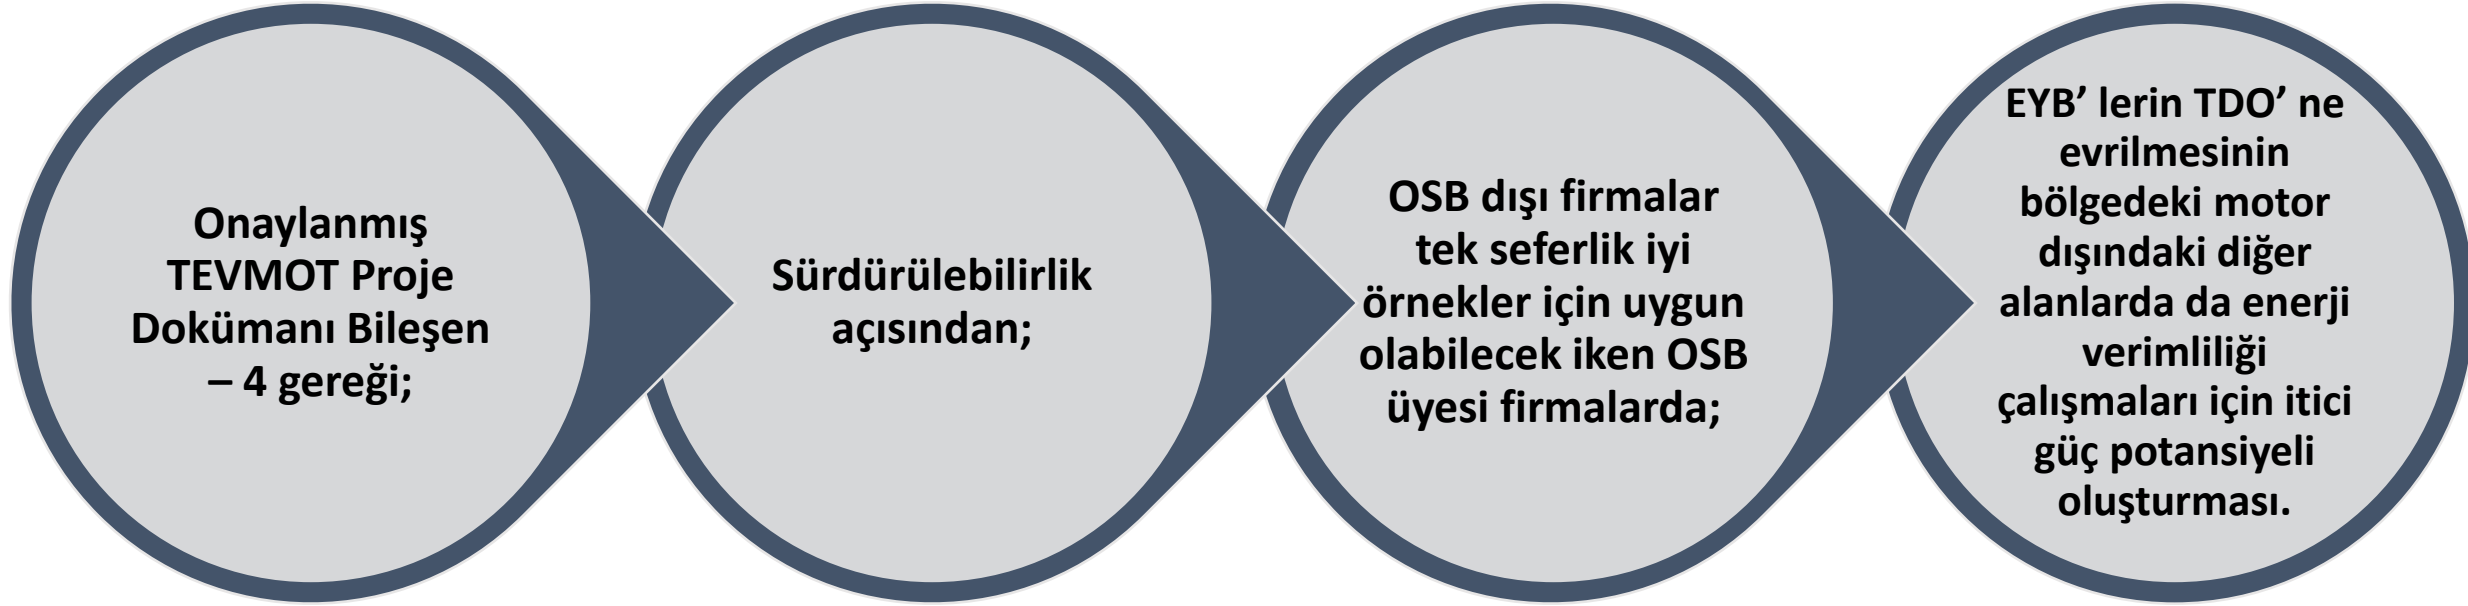 Onaylanmış
TEVMOT Proje
Dokümanı Bileşen
– 4 gereği;
Sürdürülebilirlik
açısından;
OSB dışı firmalar
tek seferlik iyi
örnekler için uygun
olabilecek iken OSB
üyesi firmalarda;
EYB’ lerin TDO’ ne
evrilmesinin
bölgedeki motor
dışındaki diğer
alanlarda da enerji
verimliliği
çalışmaları için itici
güç potansiyeli
oluşturması.